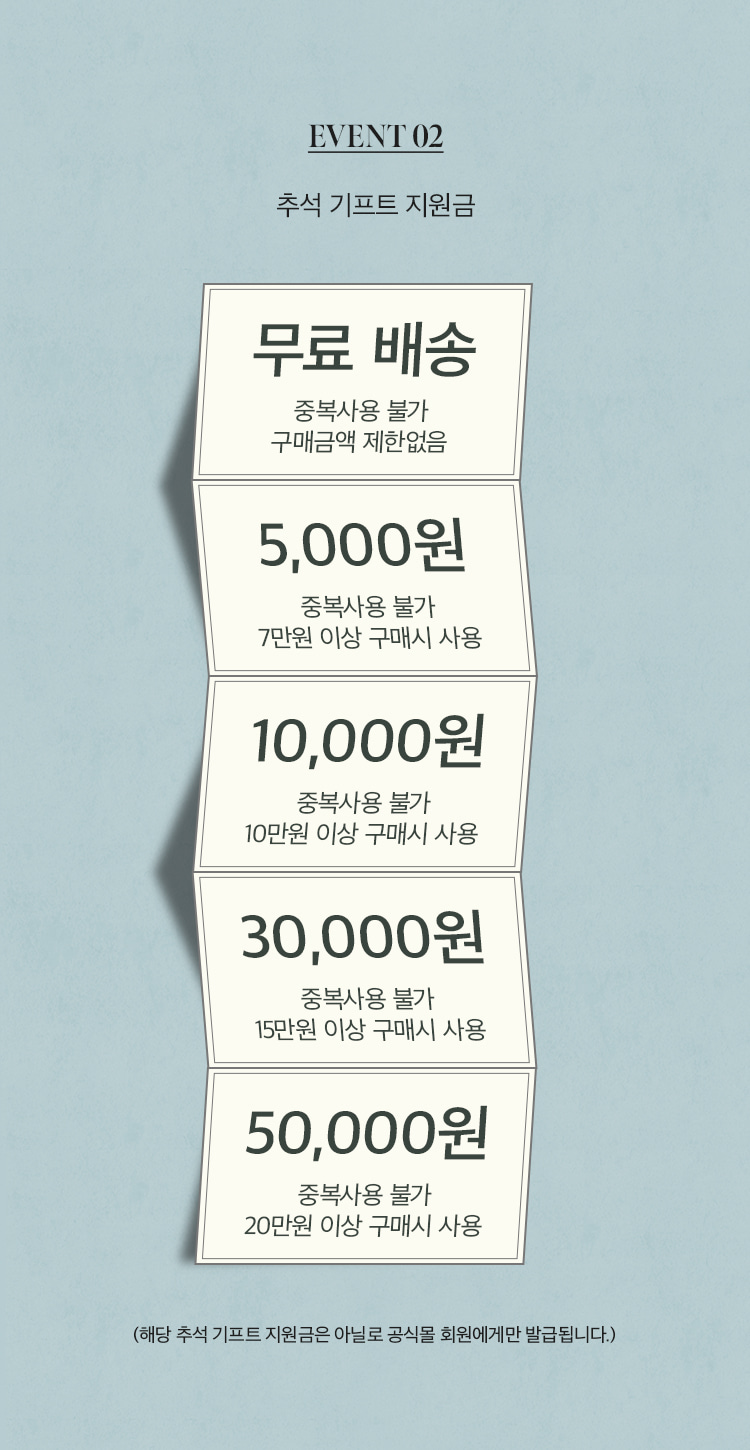 EVENT 02
추석 기프트 지원금
무료 배송
중복사용 불가
구매금액 제한없음
5,000원
중복사용 불가
7만원 이상 구매시 사용
10,000원
중복사용 불가
10만원 이상 구매시 사용
30,000원
중복사용 불가
15만원 이상 구매시 사용
50,000원
중복사용 불가
20만원 이상 구매시 사용
(해당 추석 기프트 지원금은 아닐로 공식몰 회원에게만 발급됩니다.)